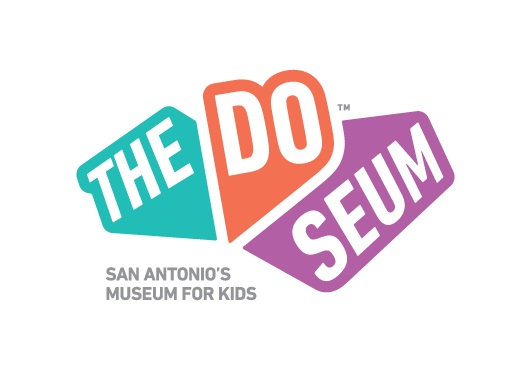 THE
DO
SEUM
™
SAN ANTONIO'S
MUSEUM FOR KIDS